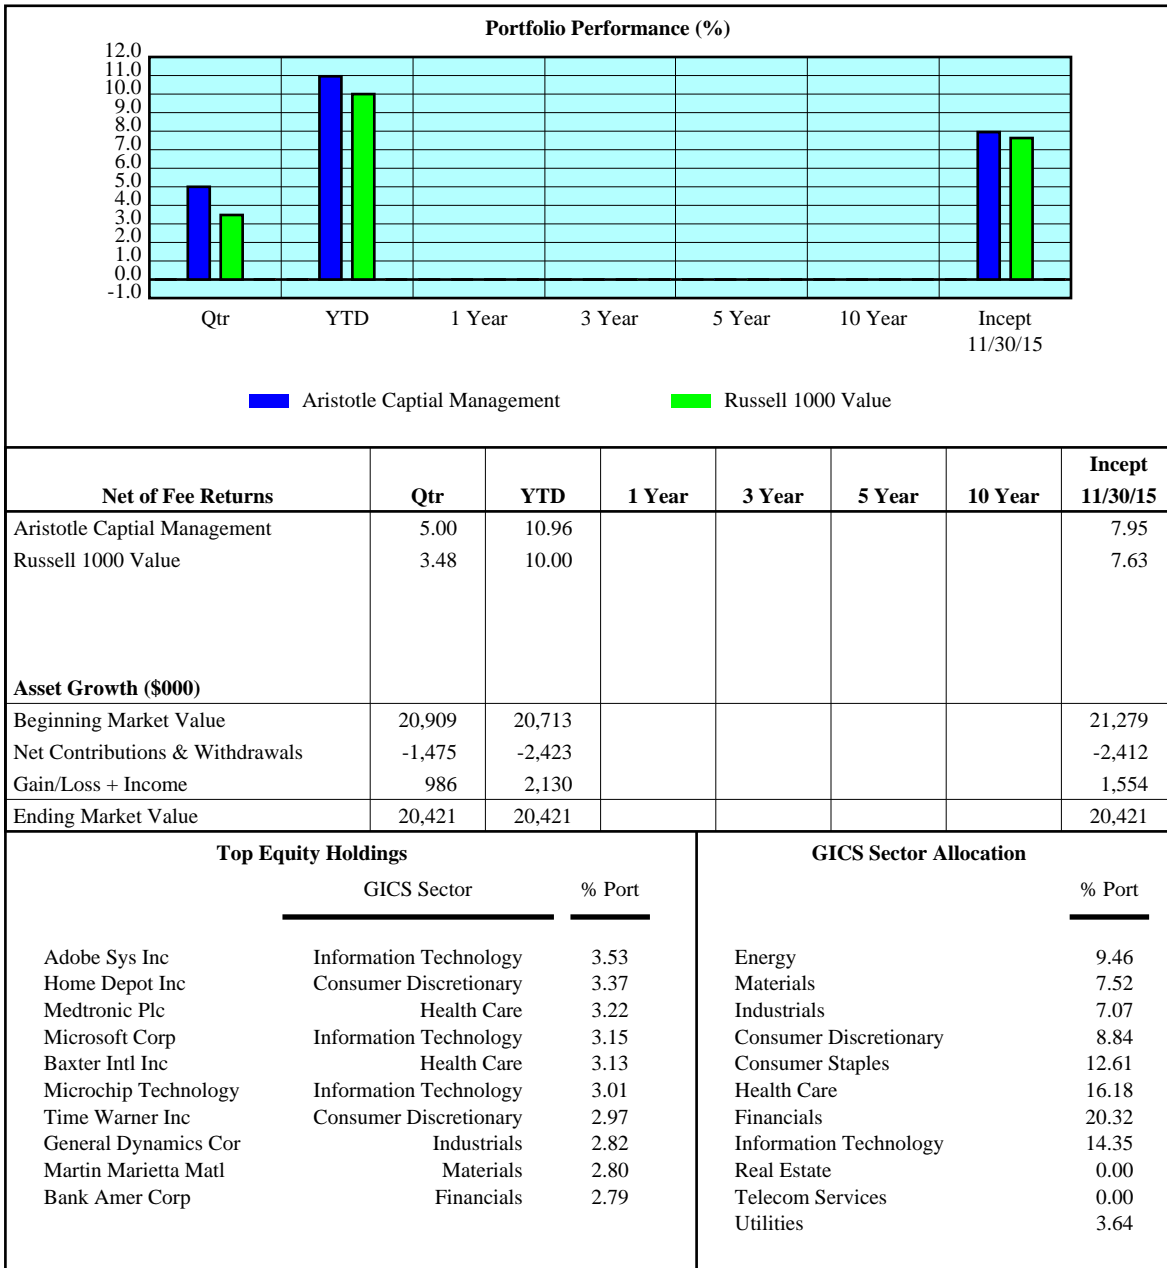 Portfolio Performance (%)
12.0
11.0
10.0
9.0
8.0
7.0
6.0
5.0
4.0
3.0
2.0
1.0
0.0
-1.0
Qtr YTD 1 Year 3 Year 5 Year 10 Year Incept
11/30/15
Aristotle Captial Management Russell 1000 Value
Incept
Net of Fee Returns Qtr YTD 1 Year 3 Year 5 Year 10 Year 11/30/15
Aristotle Captial Management 5.00 10.96 7.95
Russell 1000 Value 3.48 10.00 7.63
Asset Growth ($000)
Beginning Market Value 20,909 20,713 21,279
Net Contributions & Withdrawals -1,475 -2,423 -2,412
Gain/Loss + Income 986 2,130 1,554
Ending Market Value 20,421 20,421 20,421
Top Equity Holdings
GICS Sector % Port
Adobe Sys Inc Information Technology 3.53
Home Depot Inc Consumer Discretionary 3.37
Medtronic Plc Health Care 3.22
Microsoft Corp Information Technology 3.15
Baxter Intl Inc Health Care 3.13
Microchip Technology Information Technology 3.01
Time Warner Inc Consumer Discretionary 2.97
General Dynamics Cor Industrials 2.82
Martin Marietta Matl Materials 2.80
Bank Amer Corp Financials 2.79
GICS Sector Allocation
% Port
Energy 9.46
Materials 7.52
Industrials 7.07
Consumer Discretionary 8.84
Consumer Staples 12.61
Health Care 16.18
Financials 20.32
Information Technology 14.35
Real Estate 0.00
Telecom Services 0.00
Utilities 3.64